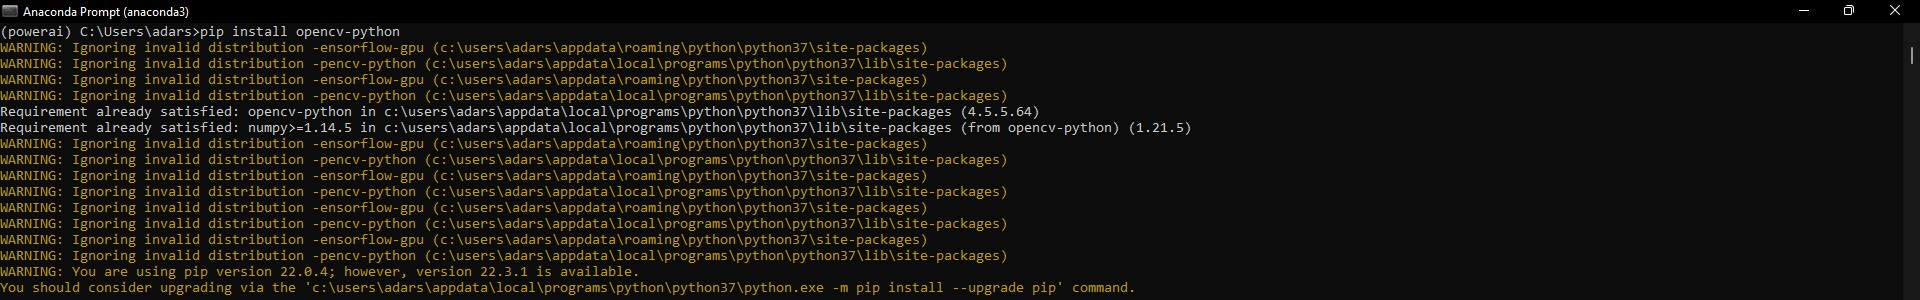 Anaconda Prompt (anaconda3)
(powerai) C:\Users\adars>pip install opencv-python
WARNING: Ignoring invalid distribution -ensorflow-gpu (c:\users\adars\appdata\roaming\python\python37\site-packages)
WARNING: Ignoring invalid distribution -pencv-python (c:\users\adars\appdata\local\programs\python\python37\lib\site-packages)
WARNING: Ignoring invalid distribution -ensorflow-gpu (c:\users\adars\appdata\roaming\python\python37\site-packages)
WARNING: Ignoring invalid distribution -pencv-python (c:\users\adars\appdata\local\programs\python\python37\lib\site-packages)
Requirement already satisfied: opencv-python in c:\users\adars\appdata\local\programs\python\python37\lib\site-packages (4.5.5.64)
Requirement already satisfied: numpy>=1.14.5 in c:\users\adars\appdata\local\programs\python\python37\lib\site-packages (from opencv-python) (1.21.5)
WARNING: Ignoring invalid distribution -ensorflow-gpu (c:\users\adars\appdata\roaming\python\python37\site-packages)
WARNING: Ignoring invalid distribution -pencv-python (c:\users\adars\appdata\local\programs\python\python37\lib\site-packages)
WARNING: Ignoring invalid distribution -ensorflow-gpu (c:\users\adars\appdata\roaming\python\python37\site-packages)
WARNING: Ignoring invalid distribution -pencv-python (c:\users\adars\appdata\local\programs\python\python37\lib\site-packages)
WARNING: Ignoring invalid distribution -ensorflow-gpu (c:\users\adars\appdata\roaming\python\python37\site-packages)
WARNING: Ignoring invalid distribution -pencv-python (c:\users\adars\appdata\local\programs\python\python37\lib\site-packages)
WARNING: Ignoring invalid distribution -ensorflow-gpu (c:\users\adars\appdata\roaming\python\python37\site-packages)
WARNING: Ignoring invalid distribution -pencv-python (c:\users\adars\appdata\local\programs\python\python37\lib\site-packages)
WARNING: You are using pip version 22.0.4; however, version 22.3.1 is available.
You should consider upgrading via the 'c:\users\adars\appdata\local\programs\python\python37\python.exe -m pip install --upgrade pip' command.